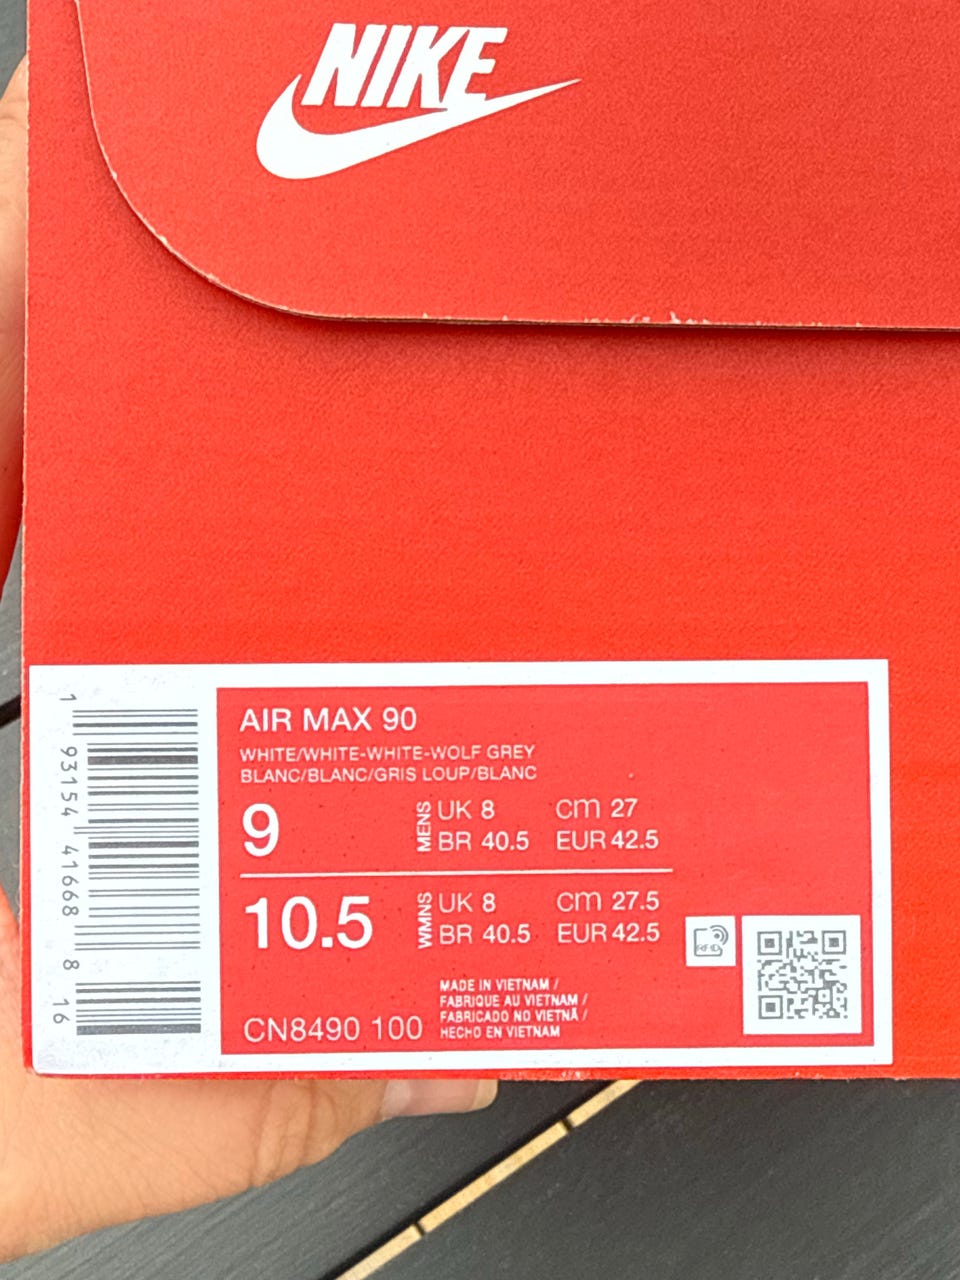 NIKE
1 93154 41668 8 16
AIR MAX 90
WHITE/WHITE-WHITE-WOLF GREY
BLANC/BLANC/GRIS LOUP/BLANC
9
MENS
UK 8 cm 27
BR 40.5 EUR 42.5
10.5
WMNS
UK 8 cm 27.5
BR 40.5 EUR 42.5
RFID
MADE IN VIETNAM /
FABRIQUE AU VIETNAM /
FABRICADO NO VIETNÃ /
HECHO EN VIETNAM
CN8490 100